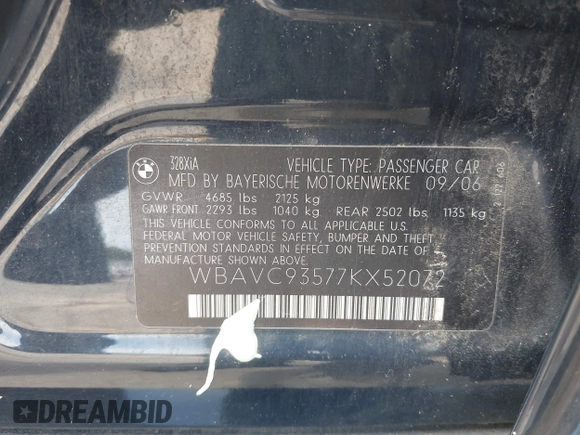 BMW
328XiA
VEHICLE TYPE: PASSENGER CAR
MFD BY BAYERISCHE MOTORENWERKE 09/06
GVWR 4685 lbs 2125 kg
GAWR FRONT 2293 lbs 1040 kg REAR 2502 lbs 1135 kg
THIS VEHICLE CONFORMS TO ALL APPLICABLE U.S.
FEDERAL MOTOR VEHICLE SAFETY, BUMPER AND THEFT
PREVENTION STANDARDS IN EFFECT ON THE DATE OF
MANUFACTURE SHOWN ABOVE.
WBAVC93577KX52072
DREAMBID